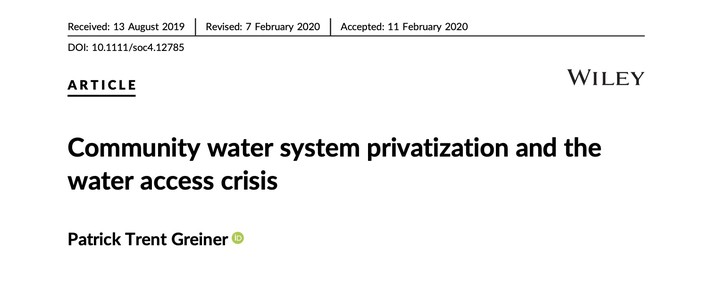 Received: 13 August 2019 | Revised: 7 February 2020 | Accepted: 11 February 2020
DOI: 10.1111/soc4.12785
ARTICLE
WILEY
Community water system privatization and the
water access crisis
Patrick Trent Greiner iD